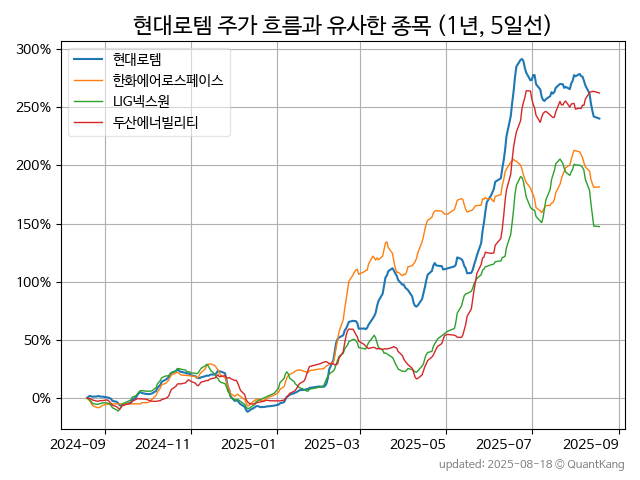 현대로템 주가 흐름과 유사한 종목 (1년, 5일선)
300%
250%
200%
150%
100%
50%
0%
현대로템
한화에어로스페이스
LIG넥스원
두산에너빌리티
2024-09 2024-11 2025-01 2025-03 2025-05 2025-07 2025-09
updated: 2025-08-18 © QuantKang